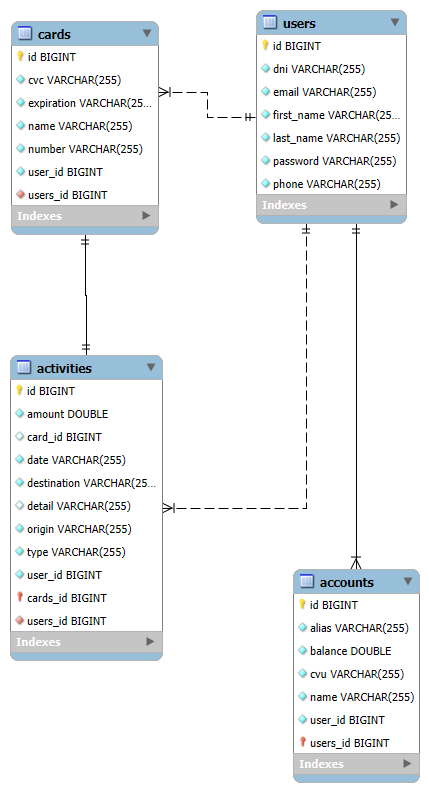 cards
id BIGINT
cvc VARCHAR(255)
expiration VARCHAR(25...
name VARCHAR(255)
number VARCHAR(255)
user_id BIGINT
users_id BIGINT
Indexes
users
id BIGINT
dni VARCHAR(255)
email VARCHAR(255)
first_name VARCHAR(25...
last_name VARCHAR(255)
password VARCHAR(255)
phone VARCHAR(255)
Indexes
activities
id BIGINT
amount DOUBLE
card_id BIGINT
date VARCHAR(255)
destination VARCHAR(25...
detail VARCHAR(255)
origin VARCHAR(255)
type VARCHAR(255)
user_id BIGINT
cards_id BIGINT
users_id BIGINT
Indexes
accounts
id BIGINT
alias VARCHAR(255)
balance DOUBLE
cvu VARCHAR(255)
name VARCHAR(255)
user_id BIGINT
users_id BIGINT
Indexes